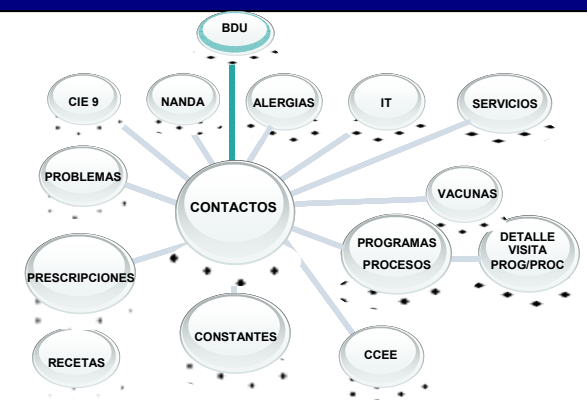 BDU
CIE 9
NANDA
ALERGIAS
IT
SERVICIOS
PROBLEMAS
VACUNAS
CONTACTOS
PROGRAMAS
PROCESOS
DETALLE
VISITA
PROG/PROC
PRESCRIPCIONES
CONSTANTES
RECETAS
CCEE